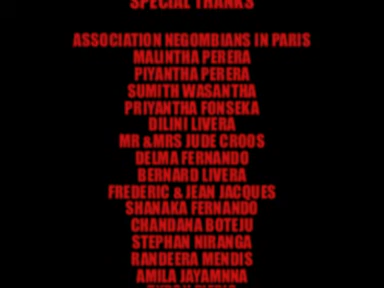 SPECIAL THANKS
ASSOCIATION NEGOMBIANS IN PARIS
MALINTHA PERERA
PIYANTHA PERERA
SUMITH WASANTHA
PRIYANTHA FONSEKA
DILINI LIVERA
MR &MRS JUDE CROOS
DELMA FERNANDO
BERNARD LIVERA
FREDERIC & JEAN JACQUES
SHANAKA FERNANDO
CHANDANA BOTEJU
STEPHAN NIRANGA
RANDEERA MENDIS
AMILA JAYAMNNA